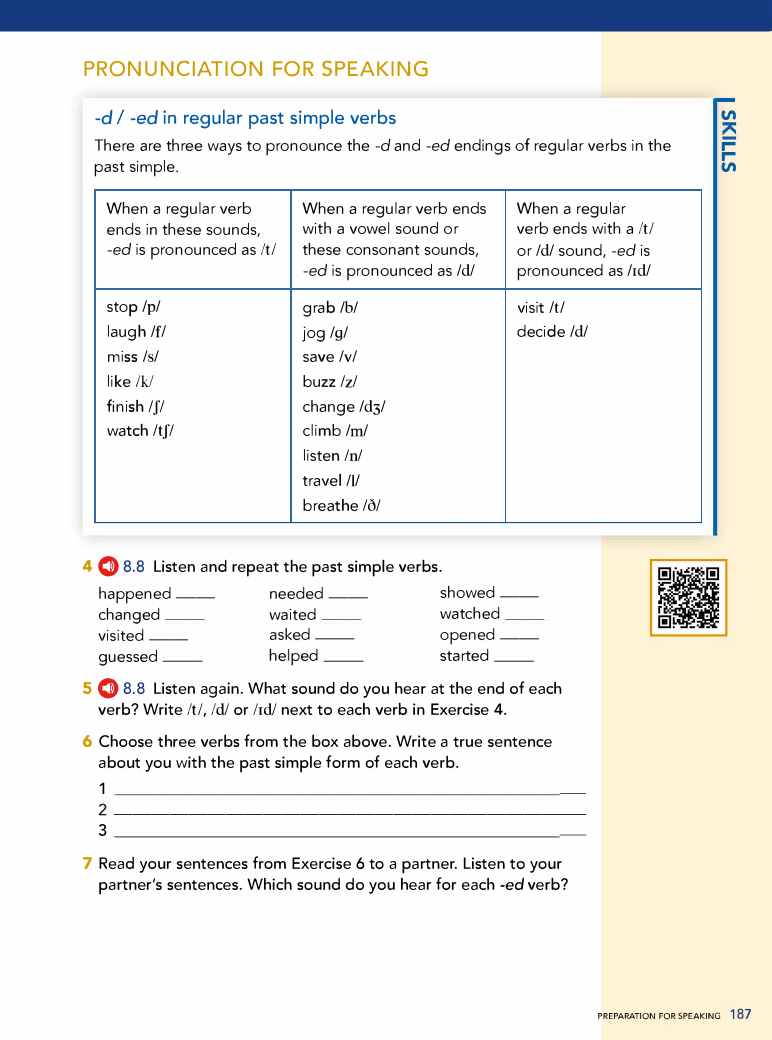 PRONUNCIATION FOR SPEAKING
SKILLS
-d / -ed in regular past simple verbs
There are three ways to pronounce the -d and -ed endings of regular verbs in the
past simple.
When a regular verb
ends in these sounds,
-ed is pronounced as /t/
When a regular verb ends
with a vowel sound or
these consonant sounds,
-ed is pronounced as /d/
When a regular
verb ends with a /t/
or /d/ sound, -ed is
pronounced as /ɪd/
stop /p/
laugh /f/
miss /s/
like /k/
finish /ʃ/
watch /tʃ/
grab /b/
jog /g/
save /v/
buzz /z/
change /dʒ/
climb /m/
listen /n/
travel /l/
breathe /ð/
visit /t/
decide /d/
4 8.8 Listen and repeat the past simple verbs.
happened _____ needed _____ showed _____
changed _____ waited _____ watched _____
visited _____ asked _____ opened _____
guessed _____ helped _____ started _____
5 8.8 Listen again. What sound do you hear at the end of each
verb? Write /t/, /d/ or /ɪd/ next to each verb in Exercise 4.
6 Choose three verbs from the box above. Write a true sentence
about you with the past simple form of each verb.
1
2
3
7 Read your sentences from Exercise 6 to a partner. Listen to your
partner's sentences. Which sound do you hear for each -ed verb?
PREPARATION FOR SPEAKING 187